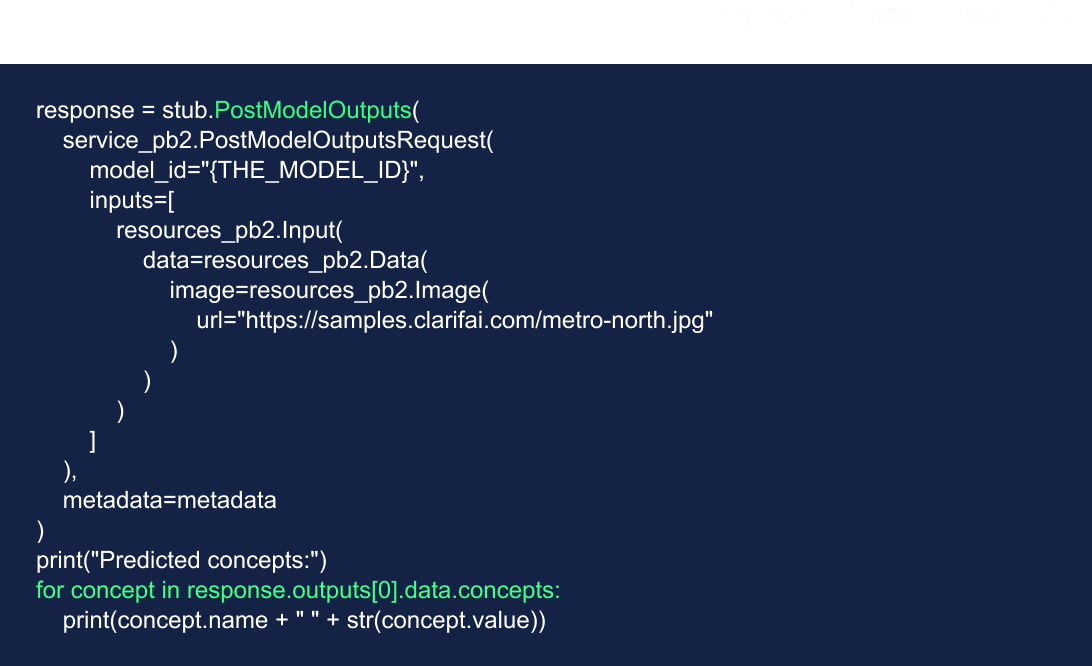 response = stub.PostModelOutputs(
    service_pb2.PostModelOutputsRequest(
        model_id="{THE_MODEL_ID}",
        inputs=[
            resources_pb2.Input(
                data=resources_pb2.Data(
                    image=resources_pb2.Image(
                        url="https://samples.clarifai.com/metro-north.jpg"
                    )
                )
            )
        ]
    ),
    metadata=metadata
)
print("Predicted concepts:")
for concept in response.outputs[0].data.concepts:
    print(concept.name + " " + str(concept.value))